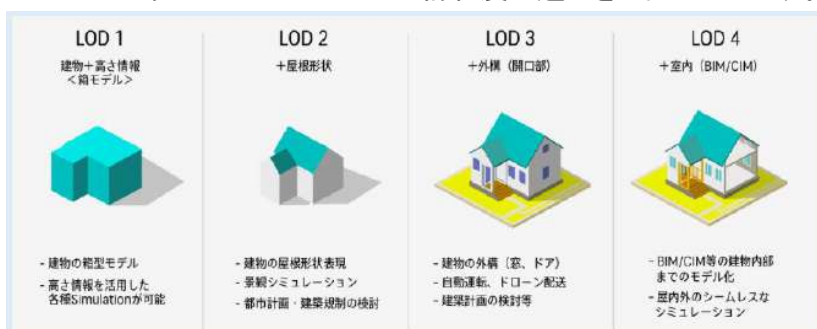 LOD 1
建物+高さ情報
<箱モデル>
- 建物の箱型モデル
- 高さ情報を活用した
各種Simulationが可能
LOD 2
+屋根形状
- 建物の屋根形状表現
- 景観シミュレーション
- 都市計画・建築規制の検討
LOD 3
+外構（開口部）
- 建物の外構（窓、ドア）
- 自動運転、ドローン配送
- 建築計画の検討等
LOD 4
+室内（BIM/CIM）
- BIM/CIM等の建物内部
までのモデル化
- 屋内外のシームレスな
シミュレーション